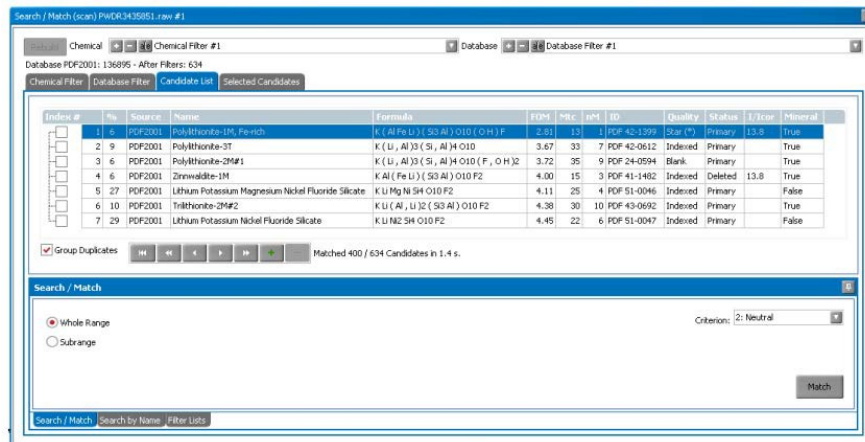 Search / Match (scan) PWDR3435851.raw #1
Rebuild Chemical + - a|e Chemical Filter #1 Database + - a|e Database Filter #1
Database PDF2001: 136895 - After Filters: 634
Chemical Filter Database Filter Candidate List Selected Candidates
Index # % Source Name Formula FOM Mtc nM ID Quality Status I/Icor Mineral
1 6 PDF2001 Polylithionite-1M, Fe-rich K ( Al Fe Li ) ( Si3 Al ) O10 ( O H ) F 2.81 13 1 PDF 42-1399 Star (*) Primary 13.8 True
2 9 PDF2001 Polylithionite-3T K ( Li , Al )3 ( Si , Al )4 O10 3.67 33 7 PDF 42-0612 Indexed Primary True
3 6 PDF2001 Polylithionite-2M#1 K ( Li , Al )3 ( Si , Al )4 O10 ( F , O H )2 3.72 35 9 PDF 24-0594 Blank Primary True
4 6 PDF2001 Zinnwaldite-1M K Al ( Fe Li ) ( Si3 Al ) O10 F2 4.00 15 3 PDF 41-1482 Indexed Deleted 13.8 True
5 27 PDF2001 Lithium Potassium Magnesium Nickel Fluoride Silicate K Li Mg Ni Si4 O10 F2 4.11 25 4 PDF 51-0046 Indexed Primary False
6 10 PDF2001 Trilithionite-2M#2 K Li ( Al , Li )2 ( Si3 Al ) O10 F2 4.38 30 10 PDF 43-0692 Indexed Primary True
7 29 PDF2001 Lithium Potassium Nickel Fluoride Silicate K Li Ni2 Si4 O10 F2 4.45 22 6 PDF 51-0047 Indexed Primary False
Group Duplicates Matched 400 / 634 Candidates in 1.4 s.
Search / Match
Whole Range Criterion: 2: Neutral
Subrange
Match
Search / Match Search by Name Filter Lists